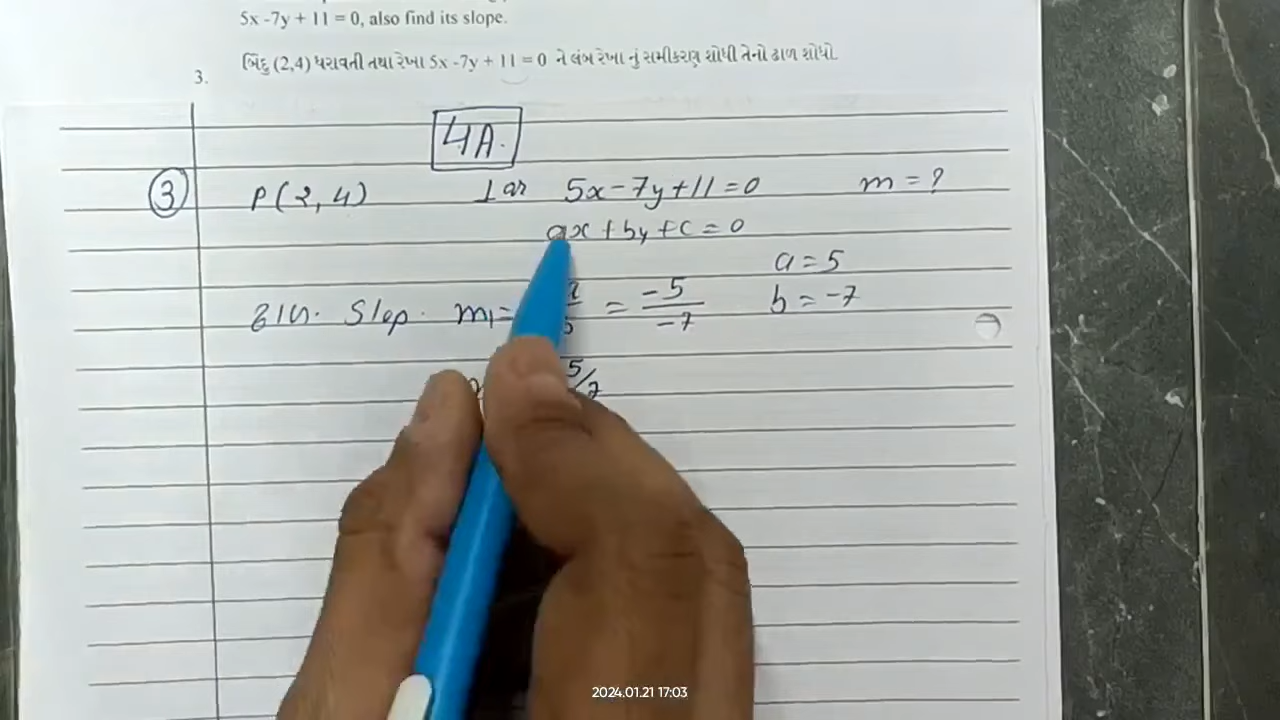 5x -7y + 11 = 0, also find its slope.
3. બિંદુ (2,4) ધરાવતી તથા રેખા 5x -7y + 11 = 0 ને લંબ રેખા નું સમીકરણ શોધી તેનો ઢાળ શોધો.
4A.
③ P(2,4) ⊥ar 5x-7y+11=0 m=?
ax+by+c=0
a=5
ઢાળ. Slop. m₁= = -5/-7 b=-7
5/7
2024.01.21 17:03